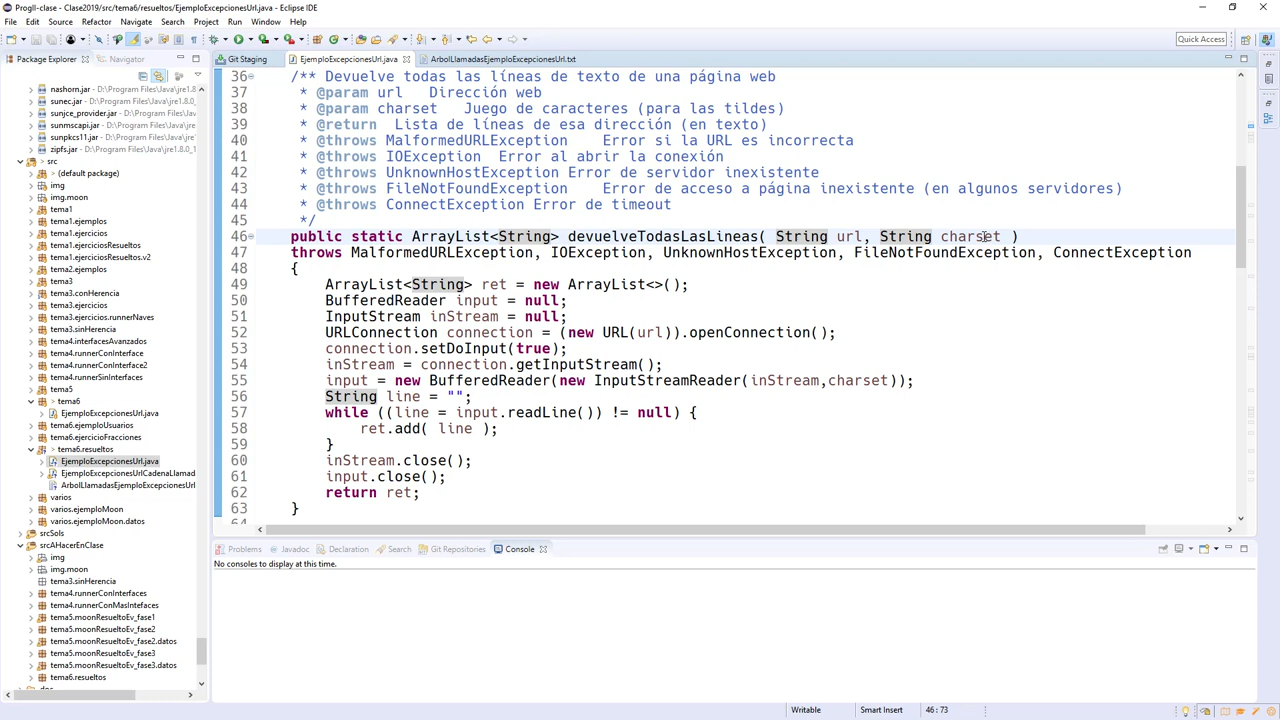 ProgII-clase - Clase2019/src/tema6/resueltos/EjemploExcepcionesUrl.java - Eclipse IDE
File Edit Source Refactor Navigate Search Project Run Window Help
Quick Access
Package Explorer
Navigator
nashorn.jar - D:\Program Files\Java\jre1.8.0_
sunec.jar - D:\Program Files\Java\jre1.8.0_
sunjce_provider.jar - D:\Program Files\Java
sunmscapi.jar - D:\Program Files\Java\jre1.
sunpkcs11.jar - D:\Program Files\Java\jre1.
zipfs.jar - D:\Program Files\Java\jre1.8.0_15
src
(default package)
img
img.moon
tema1
tema1.ejemplos
tema1.ejercicios
tema1.ejerciciosResueltos
tema1.ejerciciosResueltos.v2
tema2.ejemplos
tema3
tema3.conHerencia
tema3.ejercicios
tema3.ejercicios.runnerNaves
tema3.sinHerencia
tema4.interfacesAvanzados
tema4.runnerConInterface
tema4.runnerConInterface2
tema4.runnerSinInterfaces
tema5
tema6
EjemploExcepcionesUrl.java
tema6.ejemploUsuarios
tema6.ejercicioFracciones
tema6.resueltos
EjemploExcepcionesUrl.java
EjemploExcepcionesUrlCadenaLlamad
ArbolLlamadasEjemploExcepcionesUrl
varios
varios.ejemploMoon
varios.ejemploMoon.datos
srcSols
srcAHacerEnClase
img
img.moon
tema3.sinHerencia
tema4.runnerConInterfaces
tema4.runnerConMasIntefaces
tema5.moonResueltoEv_fase1
tema5.moonResueltoEv_fase2
tema5.moonResueltoEv_fase2.datos
tema5.moonResueltoEv_fase3
tema5.moonResueltoEv_fase3.datos
tema6.resueltos
Git Staging
EjemploExcepcionesUrl.java
ArbolLlamadasEjemploExcepcionesUrl.txt
36 /** Devuelve todas las líneas de texto de una página web
37 * @param url Dirección web
38 * @param charset Juego de caracteres (para las tildes)
39 * @return Lista de líneas de esa dirección (en texto)
40 * @throws MalformedURLException Error si la URL es incorrecta
41 * @throws IOException Error al abrir la conexión
42 * @throws UnknownHostException Error de servidor inexistente
43 * @throws FileNotFoundException Error de acceso a página inexistente (en algunos servidores)
44 * @throws ConnectException Error de timeout
45 */
46 public static ArrayList<String> devuelveTodasLasLineas( String url, String charset )
47 throws MalformedURLException, IOException, UnknownHostException, FileNotFoundException, ConnectException
48 {
49 ArrayList<String> ret = new ArrayList<>();
50 BufferedReader input = null;
51 InputStream inStream = null;
52 URLConnection connection = (new URL(url)).openConnection();
53 connection.setDoInput(true);
54 inStream = connection.getInputStream();
55 input = new BufferedReader(new InputStreamReader(inStream,charset));
56 String line = "";
57 while ((line = input.readLine()) != null) {
58 ret.add( line );
59 }
60 inStream.close();
61 input.close();
62 return ret;
63 }
Problems Javadoc Declaration Search Git Repositories Console
No consoles to display at this time.
Writable Smart Insert 46 : 73